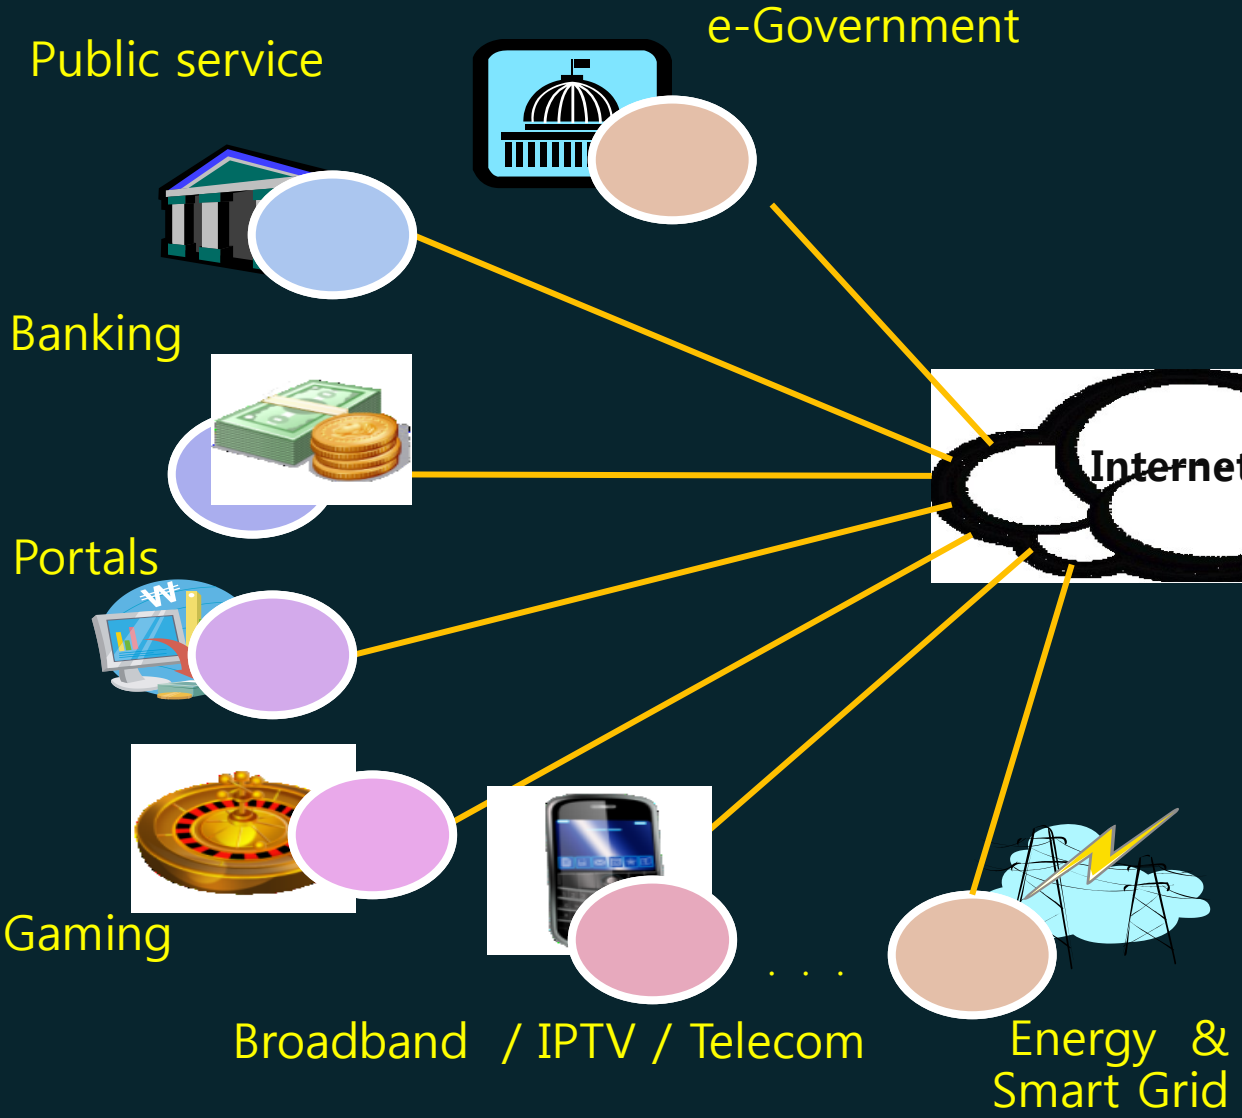 e-Government
Public service
Banking
Internet
Portals
₩
Gaming
. . .
Broadband / IPTV / Telecom
Energy &
Smart Grid